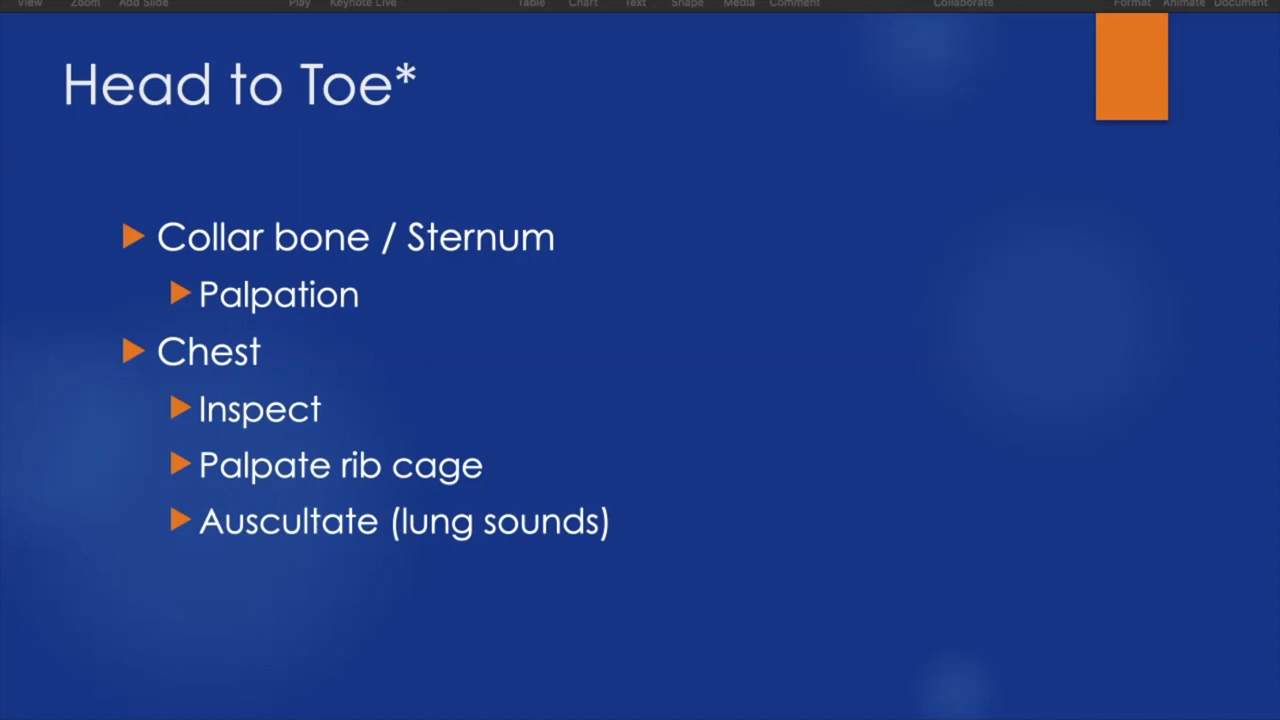 View Zoom Add Slide Play Keynote Live Table Chart Text Shape Media Comment Collaborate Format Animate Document
Head to Toe*
Collar bone / Sternum
Palpation
Chest
Inspect
Palpate rib cage
Auscultate (lung sounds)